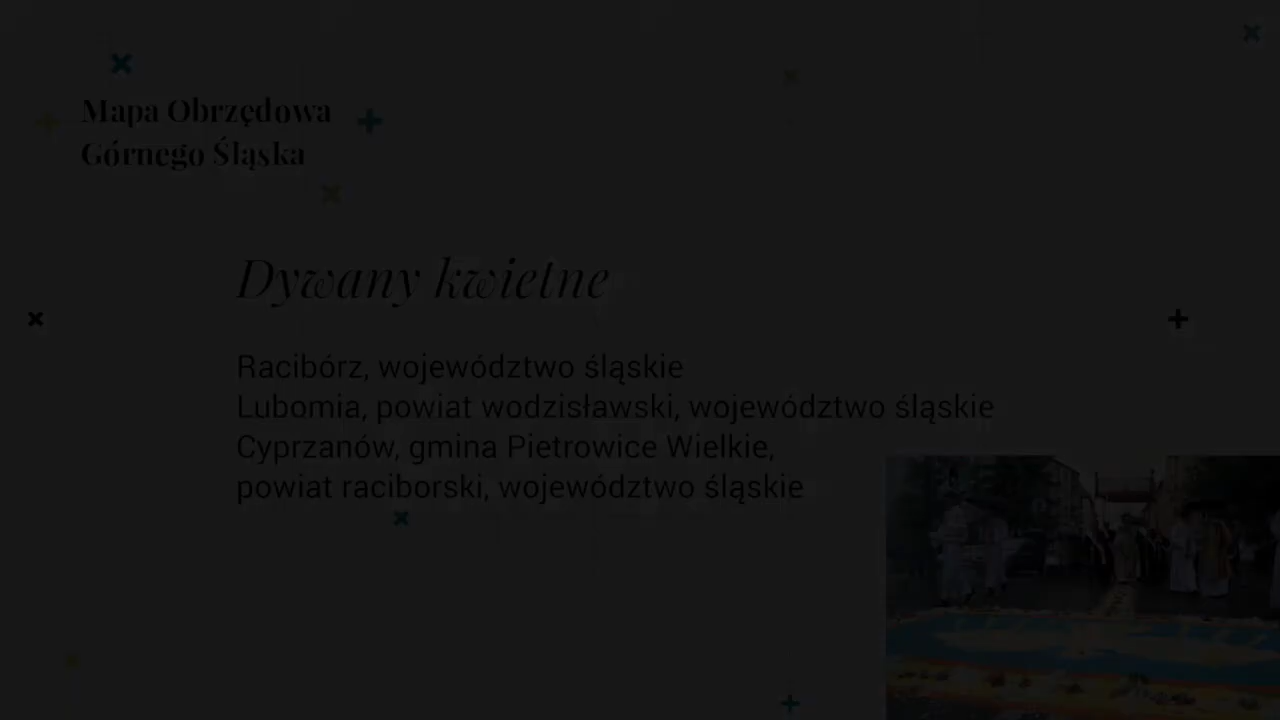 Mapa Obrzędowa
Górnego Śląska
Dywany kwietne
Racibórz, województwo śląskie
Lubomia, powiat wodzisławski, województwo śląskie
Cyprzanów, gmina Pietrowice Wielkie,
powiat raciborski, województwo śląskie